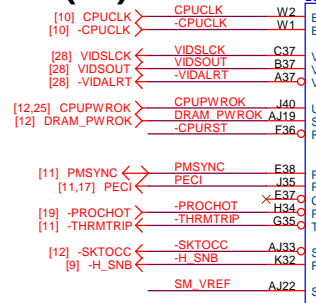 [10] CPUCLK CPUCLK W2
[10] -CPUCLK -CPUCLK W1
[28] VIDSLCK VIDSLCK C37
[28] VIDSOUT VIDSOUT B37
[28] -VIDALRT -VIDALRT A37
[12,25] CPUPWROK CPUPWROK J40
[12] DRAM_PWROK DRAM_PWROK AJ19
-CPURST F36
[11] PMSYNC PMSYNC E38
[11,17] PECI PECI J35
E37
[19] -PROCHOT -PROCHOT H34
[11] -THRMTRIP -THRMTRIP G35
[12] -SKTOCC -SKTOCC AJ33
[9] -H_SNB -H_SNB K32
SM_VREF AJ22